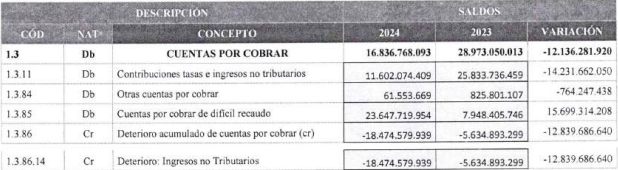 DESCRIPCIÓN SALDOS
CÓD NAT CONCEPTO 2024 2023 VARIACIÓN
1.3 Db CUENTAS POR COBRAR 16.836.768.093 28.973.050.013 -12.136.281.920
1.3.11 Db Contribuciones tasas e ingresos no tributarios 11.602.074.409 25.833.736.459 -14.231.662.050
1.3.84 Db Otras cuentas por cobrar 61.553.669 825.801.107 -764.247.438
1.3.85 Db Cuentas por cobrar de difícil recaudo 23.647.719.954 7.948.405.746 15.699.314.208
1.3.86 Cr Deterioro acumulado de cuentas por cobrar (cr) -18.474.579.939 -5.634.893.299 -12.839.686.640
1.3.86.14 Cr Deterioro: Ingresos no Tributarios -18.474.579.939 -5.634.893.299 -12.839.686.640